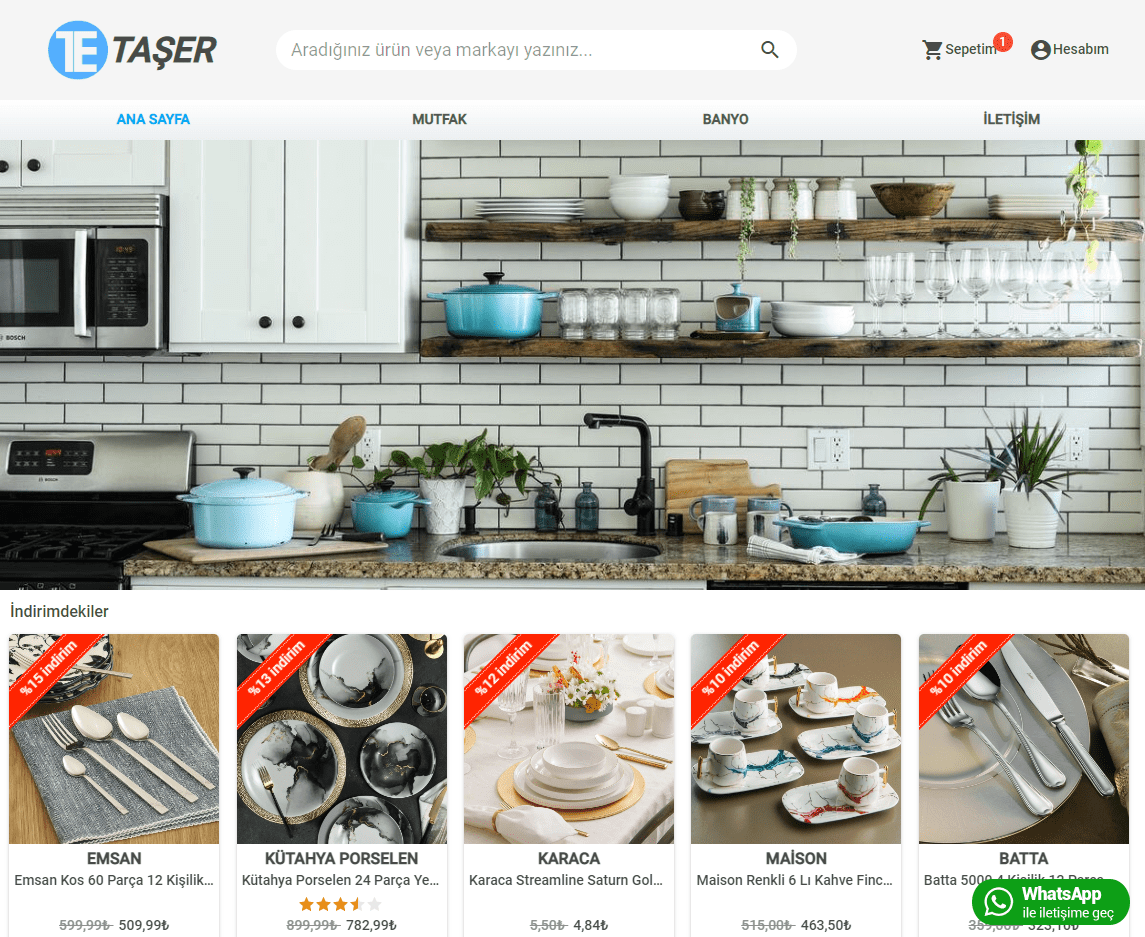 TE TAŞER
Aradığınız ürün veya markayı yazınız...
Sepetim 1
Hesabım
ANA SAYFA
MUTFAK
BANYO
İLETİŞİM
BOSCH
BOSCH
İndirimdekiler
%15 indirim
%13 indirim
%12 indirim
%10 indirim
%10 indirim
EMSAN
Emsan Kos 60 Parça 12 Kişilik...
599,99₺ 509,99₺
KÜTAHYA PORSELEN
Kütahya Porselen 24 Parça Ye...
899,99₺ 782,99₺
KARACA
Karaca Streamline Saturn Gol...
5,50₺ 4,84₺
MAİSON
Maison Renkli 6 Lı Kahve Finc...
515,00₺ 463,50₺
BATTA
Batta 5000 4 Kişilik 12 Parça...
359,00₺ 323,10₺
WhatsApp
ile iletişime geç